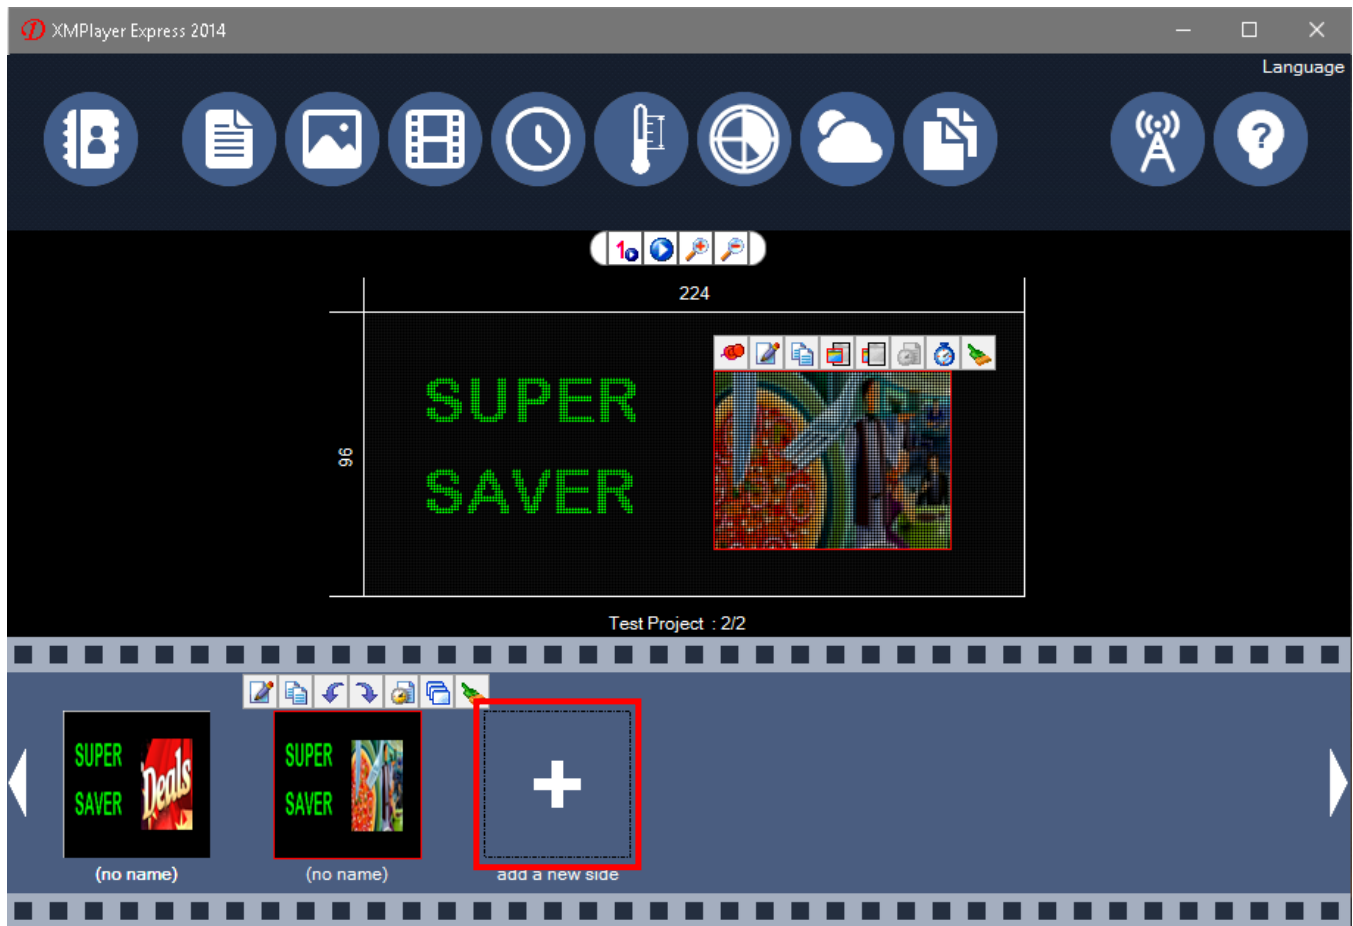 XMPlayer Express 2014
Language
?
1
224
96
SUPER
SAVER
Test Project : 2/2
SUPER
SAVER
Deals
SUPER
SAVER
(no name)
(no name)
add a new side